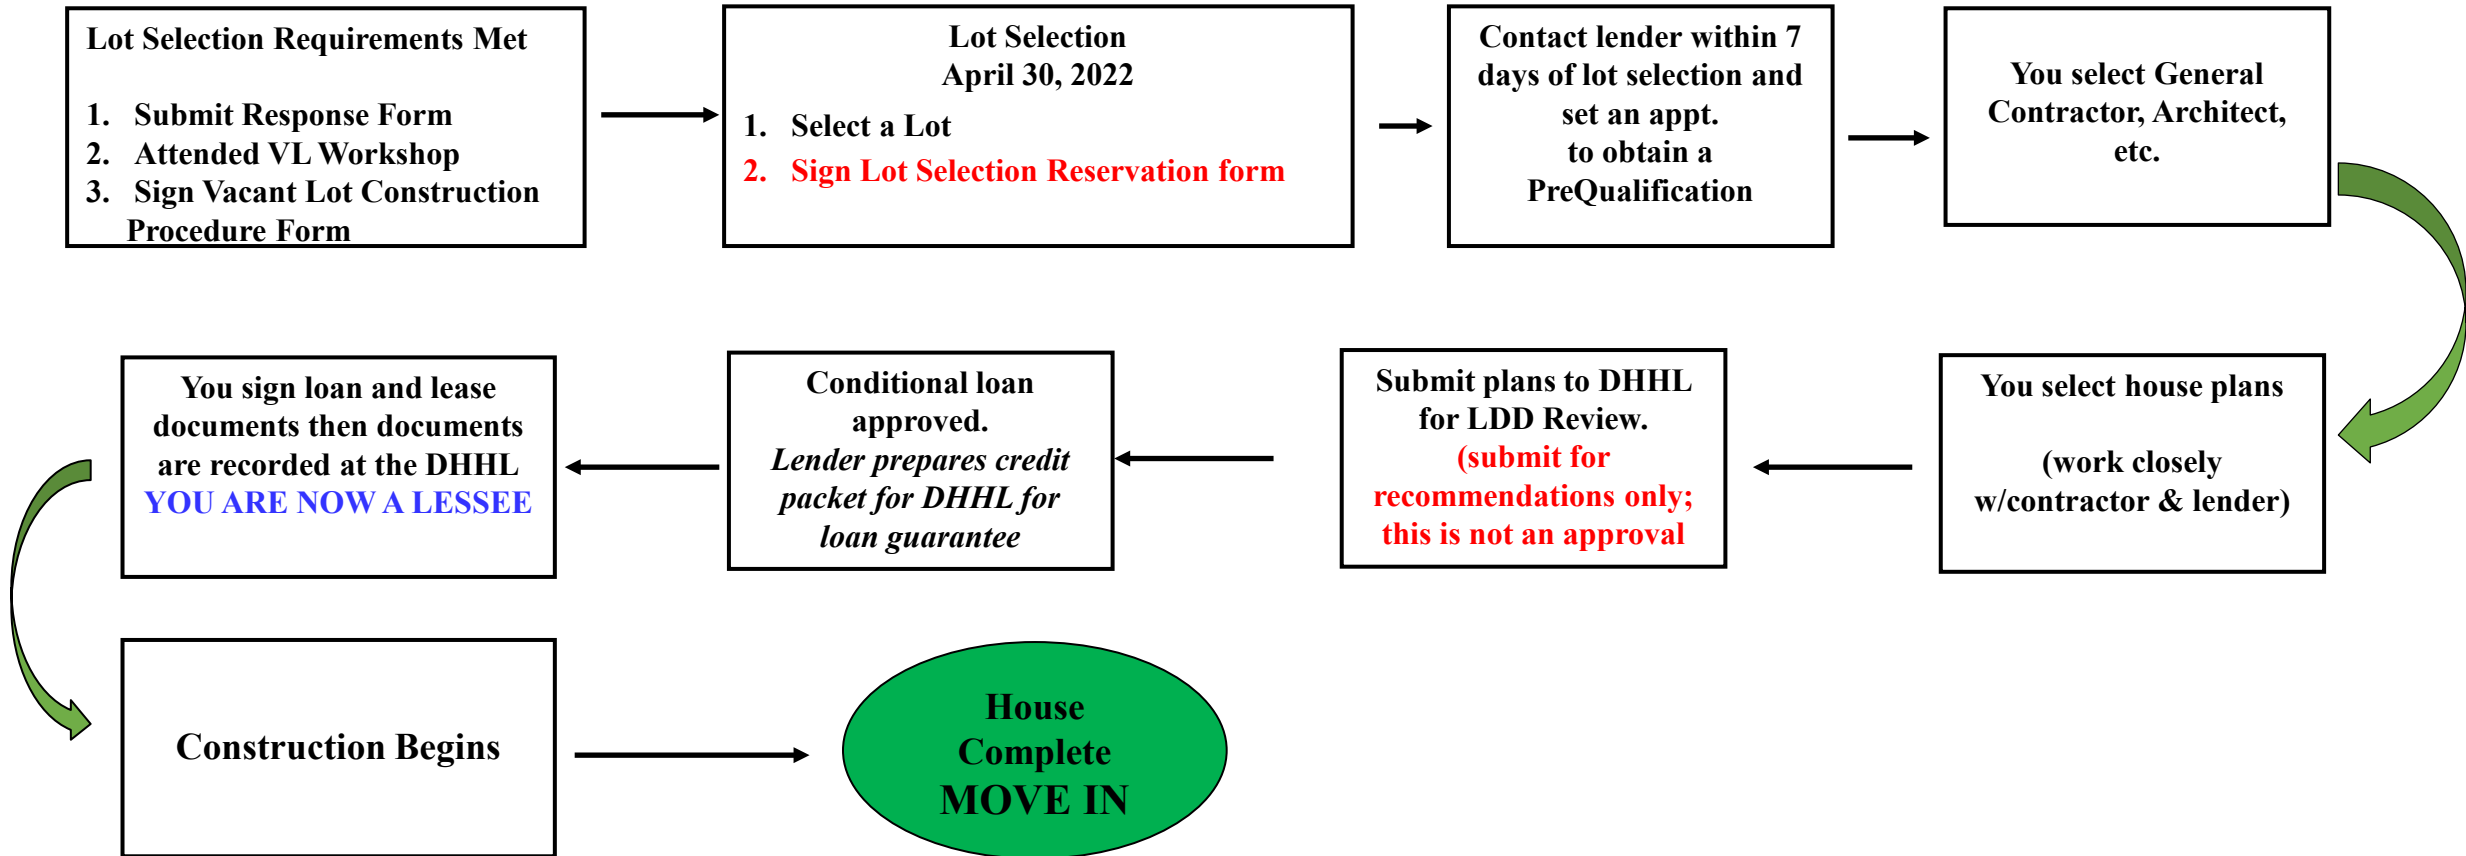 Lot Selection Requirements Met
1. Submit Response Form
2. Attended VL Workshop
3. Sign Vacant Lot Construction
Procedure Form
Lot Selection
April 30, 2022
1. Select a Lot
2. Sign Lot Selection Reservation form
Contact lender within 7
days of lot selection and
set an appt.
to obtain a
PreQualification
You select General
Contractor, Architect,
etc.
You select house plans
(work closely
w/contractor & lender)
Submit plans to DHHL
for LDD Review.
(submit for
recommendations only;
this is not an approval
Conditional loan
approved.
Lender prepares credit
packet for DHHL for
loan guarantee
You sign loan and lease
documents then documents
are recorded at the DHHL
YOU ARE NOW A LESSEE
Construction Begins
House
Complete
MOVE IN